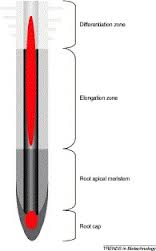 Differentiation zone
Elongation zone
Root apical meristem
Root cap
TRENDS in Biotechnology